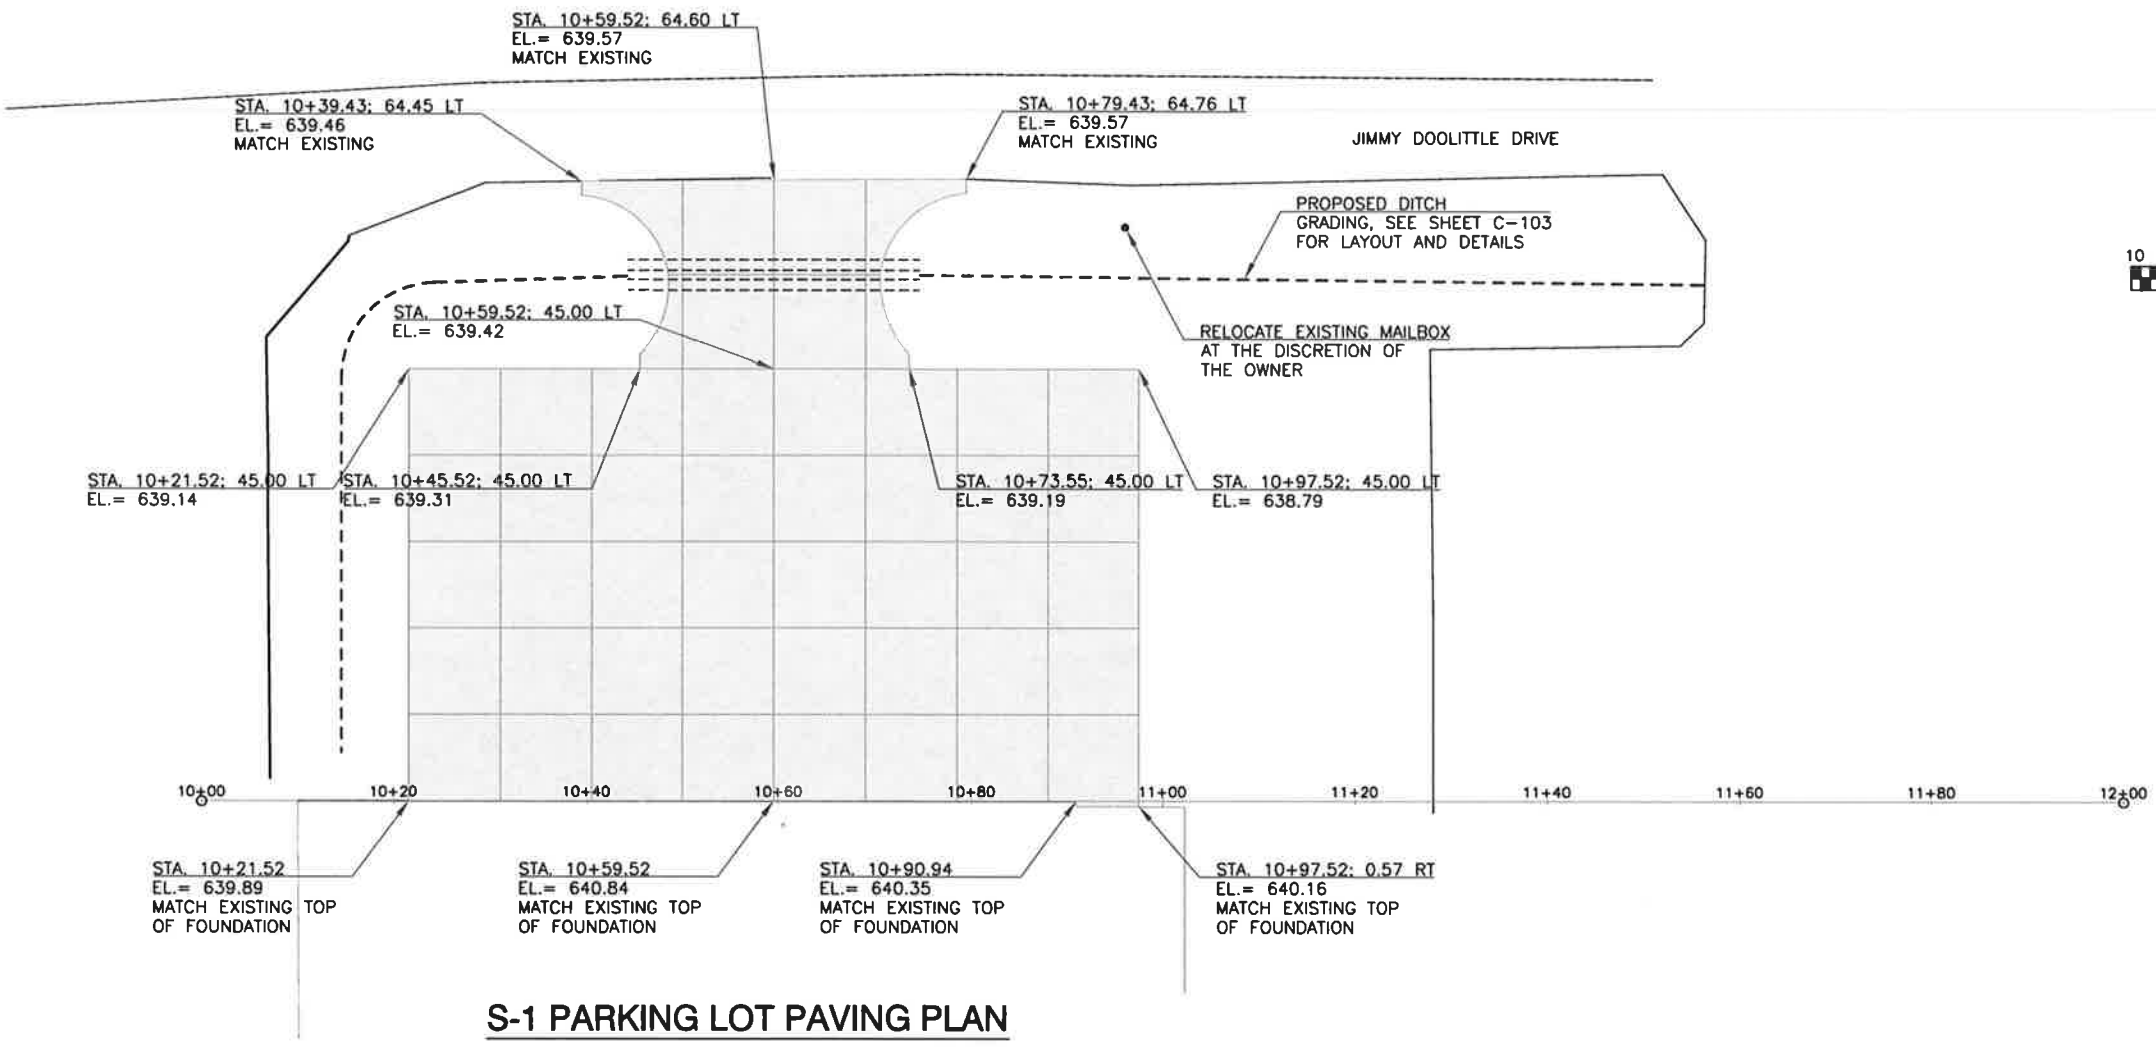 STA. 10+59.52; 64.60 LT
EL.= 639.57
MATCH EXISTING
STA. 10+39.43; 64.45 LT
EL.= 639.46
MATCH EXISTING
STA. 10+79.43; 64.76 LT
EL.= 639.57
MATCH EXISTING
JIMMY DOOLITTLE DRIVE
PROPOSED DITCH
GRADING, SEE SHEET C-103
FOR LAYOUT AND DETAILS
10
STA. 10+59.52; 45.00 LT
EL.= 639.42
RELOCATE EXISTING MAILBOX
AT THE DISCRETION OF
THE OWNER
STA. 10+21.52; 45.00 LT
EL.= 639.14
STA. 10+45.52; 45.00 LT
EL.= 639.31
STA. 10+73.55; 45.00 LT
EL.= 639.19
STA. 10+97.52; 45.00 LT
EL.= 638.79
10+00
10+20
10+40
10+60
10+80
11+00
11+20
11+40
11+60
11+80
12+00
STA. 10+21.52
EL.= 639.89
MATCH EXISTING TOP
OF FOUNDATION
STA. 10+59.52
EL.= 640.84
MATCH EXISTING TOP
OF FOUNDATION
STA. 10+90.94
EL.= 640.35
MATCH EXISTING TOP
OF FOUNDATION
STA. 10+97.52; 0.57 RT
EL.= 640.16
MATCH EXISTING TOP
OF FOUNDATION
S-1 PARKING LOT PAVING PLAN